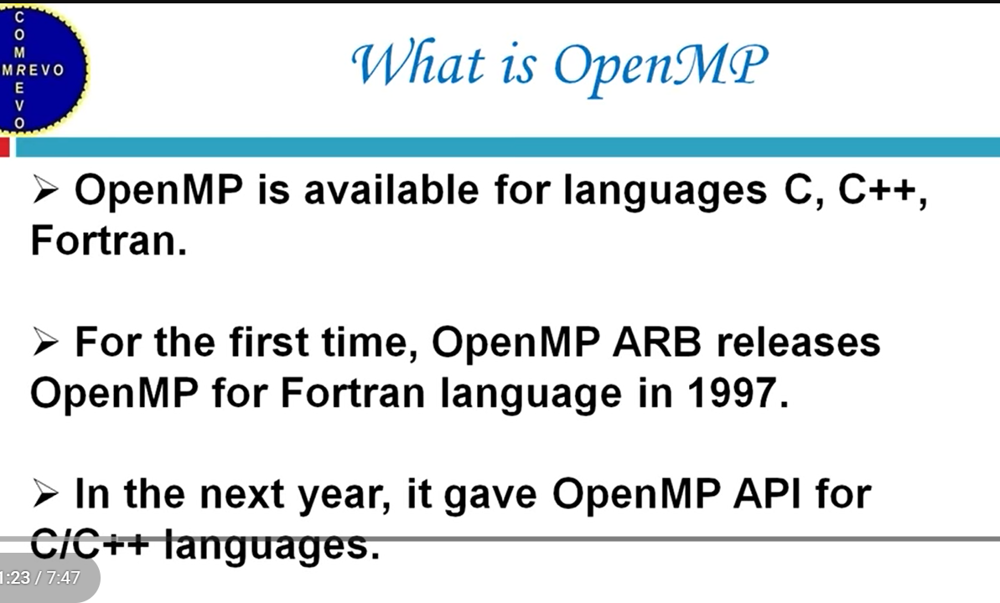 C
O
M
MREVO
E
V
O
What is OpenMP
➢ OpenMP is available for languages C, C++,
Fortran.
➢ For the first time, OpenMP ARB releases
OpenMP for Fortran language in 1997.
➢ In the next year, it gave OpenMP API for
C/C++ languages.
1:23 / 7:47